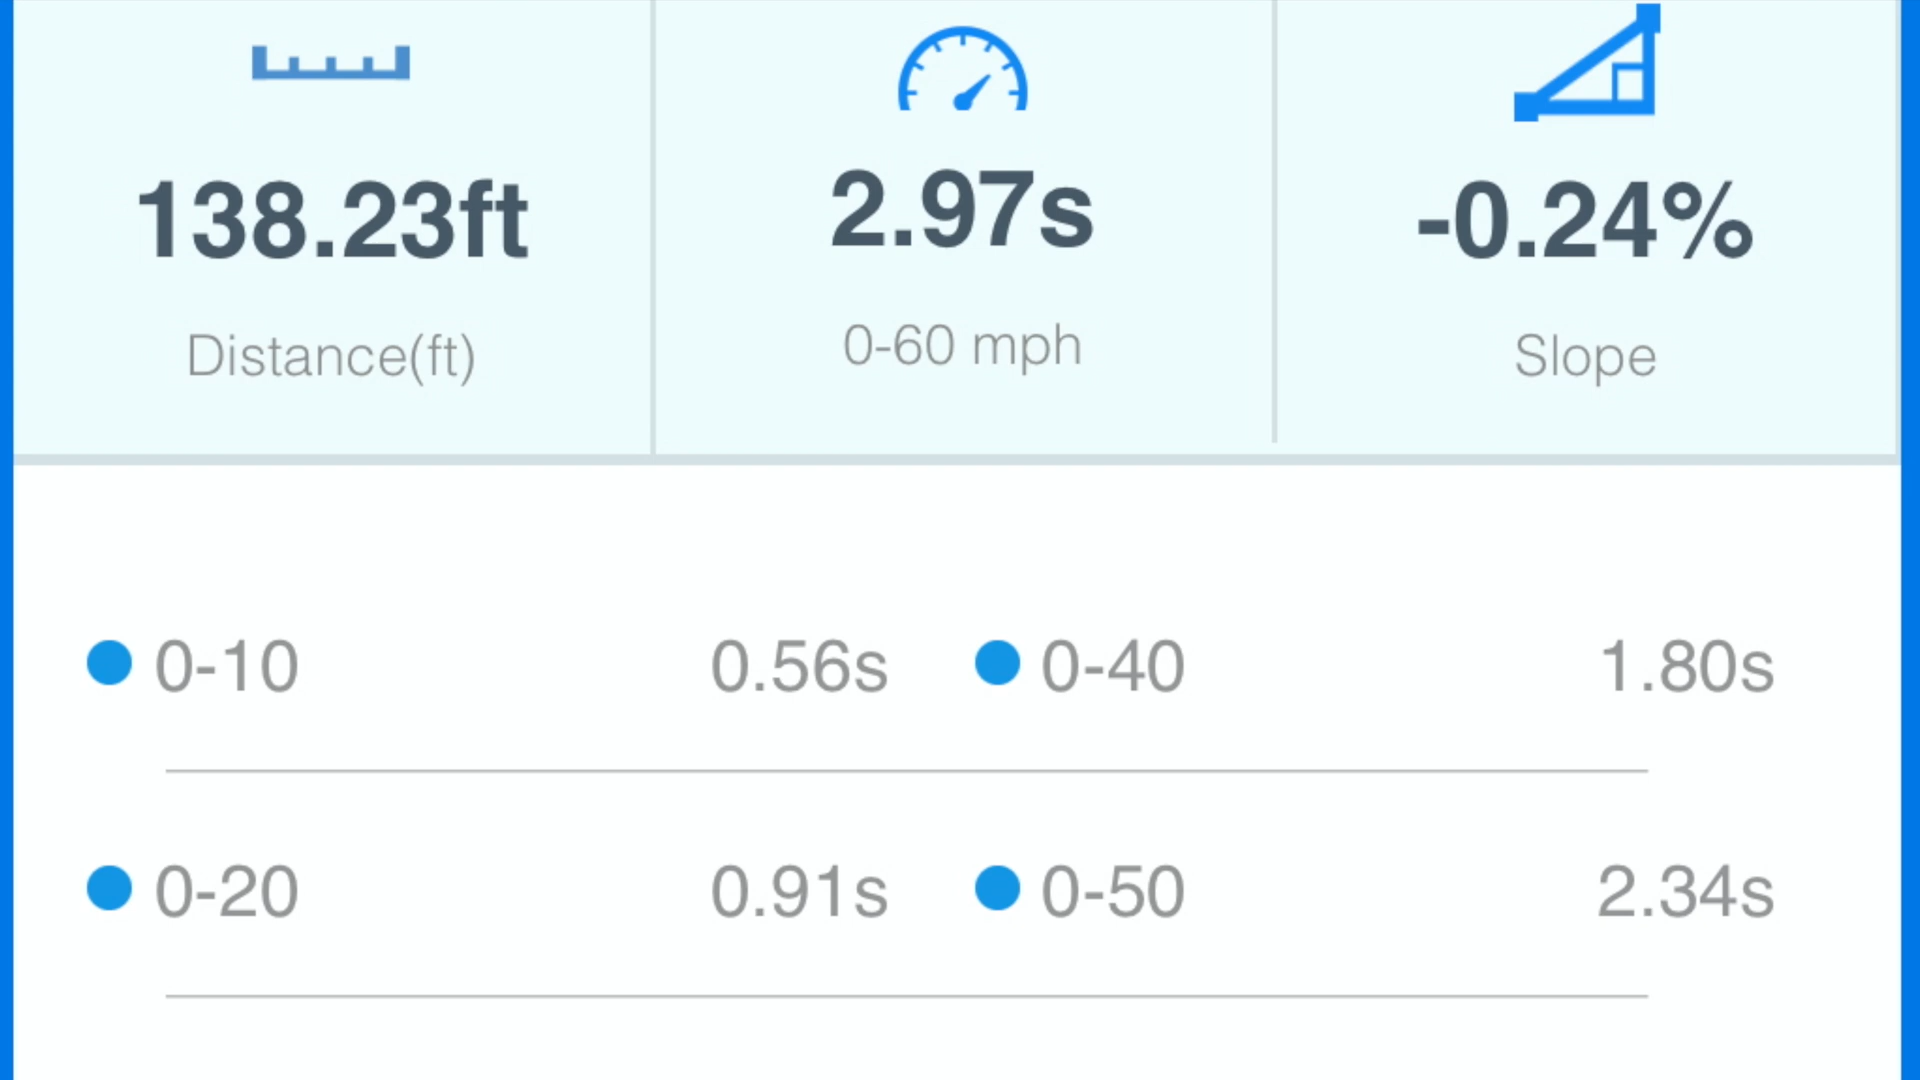 138.23ft 2.97s -0.24%
Distance(ft) 0-60 mph Slope
0-10 0.56s 0-40 1.80s
0-20 0.91s 0-50 2.34s